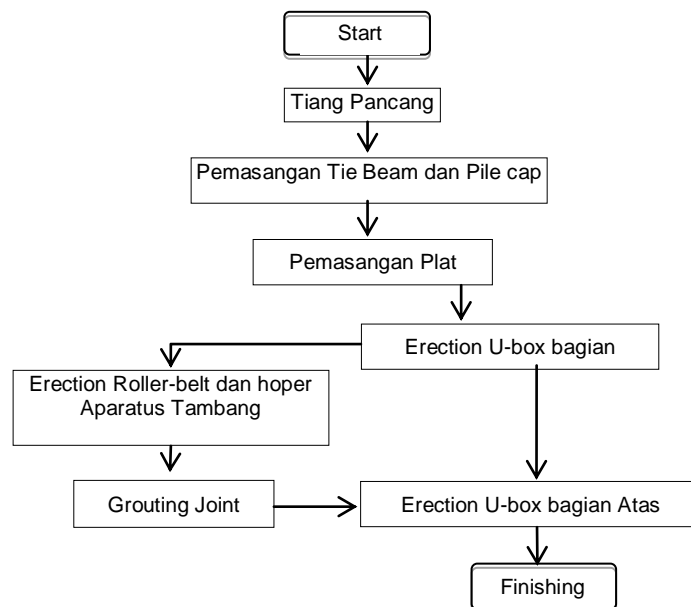 Start
Tiang Pancang
Pemasangan Tie Beam dan Pile cap
Pemasangan Plat
Erection U-box bagian
Erection Roller-belt dan hoper
Aparatus Tambang
Grouting Joint
Erection U-box bagian Atas
Finishing